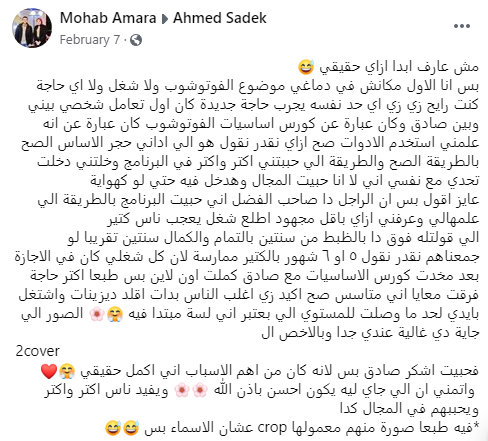 Mohab Amara ▸ Ahmed Sadek
February 7 ·
مش عارف ابدا ازاي حقيقي 😅
بس انا الاول مكانش في دماغي موضوع الفوتوشوب ولا شغل ولا اي حاجة
كنت رايح زي زي اي حد نفسه يجرب حاجة جديدة كان اول تعامل شخصي بيني
وبين صادق وكان عبارة عن كورس اساسيات الفوتوشوب كان عبارة عن انه
علمني استخدم الادوات صح ازاي نقدر نقول هو الي اداني حجر الاساس الصح
بالطريقة الصح والطريقة الي حببتني اكتر واكتر في البرنامج وخلتني دخلت
تحدي مع نفسي اني لا انا حبيت المجال وهدخل فيه حتي لو كهواية
عايز اقول بس ان الراجل دا صاحب الفضل اني حبيت البرنامج بالطريقة الي
علمهالي وعرفني ازاي باقل مجهود اطلع شغل يعجب ناس كتير
الي قولتله فوق دا بالظبط من سنتين بالتمام والكمال سنتين تقريبا لو
جمعناهم نقدر نقول ٥ او ٦ شهور بالكتير ممارسة لان كل شغلي كان في الاجازة
بعد مخدت كورس الاساسيات مع صادق كملت اون لاين بس طبعا اكتر حاجة
فرقت معايا اني متاسس صح اكيد زي اغلب الناس بدات اقلد ديزينات واشتغل
بايدي لحد ما وصلت للمستوي الي بعتبر اني لسة مبتدا فيه 🤗 🌸 الصور الي
جاية دي غالية عندي جدا وبالاخص ال
2cover
فحبيت اشكر صادق بس لانه كان من اهم الاسباب اني اكمل حقيقي 🤗♥️
واتمني ان الي جاي ليه يكون احسن باذن الله 🌸🌸 ويفيد ناس اكتر واكتر
ويحببهم في المجال كدا
*فيه طبعا صورة منهم معمولها crop عشان الاسماء بس 😅😅